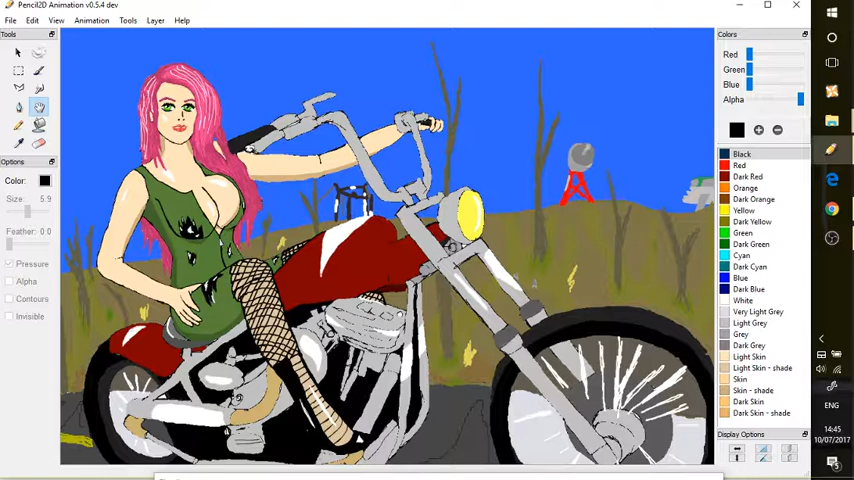 Pencil2D Animation v0.5.4 dev
File Edit View Animation Tools Layer Help
Tools
Options
Color:
Size: 5.9
Feather: 0.0
Pressure
Alpha
Contours
Invisible
Colors
Red
Green
Blue
Alpha
Black
Red
Dark Red
Orange
Dark Orange
Yellow
Dark Yellow
Green
Dark Green
Cyan
Dark Cyan
Blue
Dark Blue
White
Very Light Grey
Light Grey
Grey
Dark Grey
Light Skin
Light Skin - shade
Skin
Skin - shade
Dark Skin
Dark Skin - shade
Display Options
ENG
14:45
10/07/2017